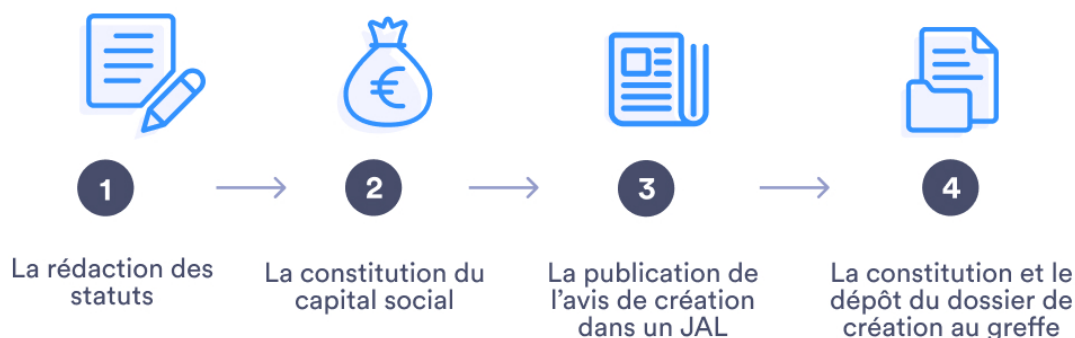 1
2
3
4
La rédaction des
statuts
La constitution du
capital social
La publication de
l'avis de création
dans un JAL
La constitution et le
dépôt du dossier de
création au greffe